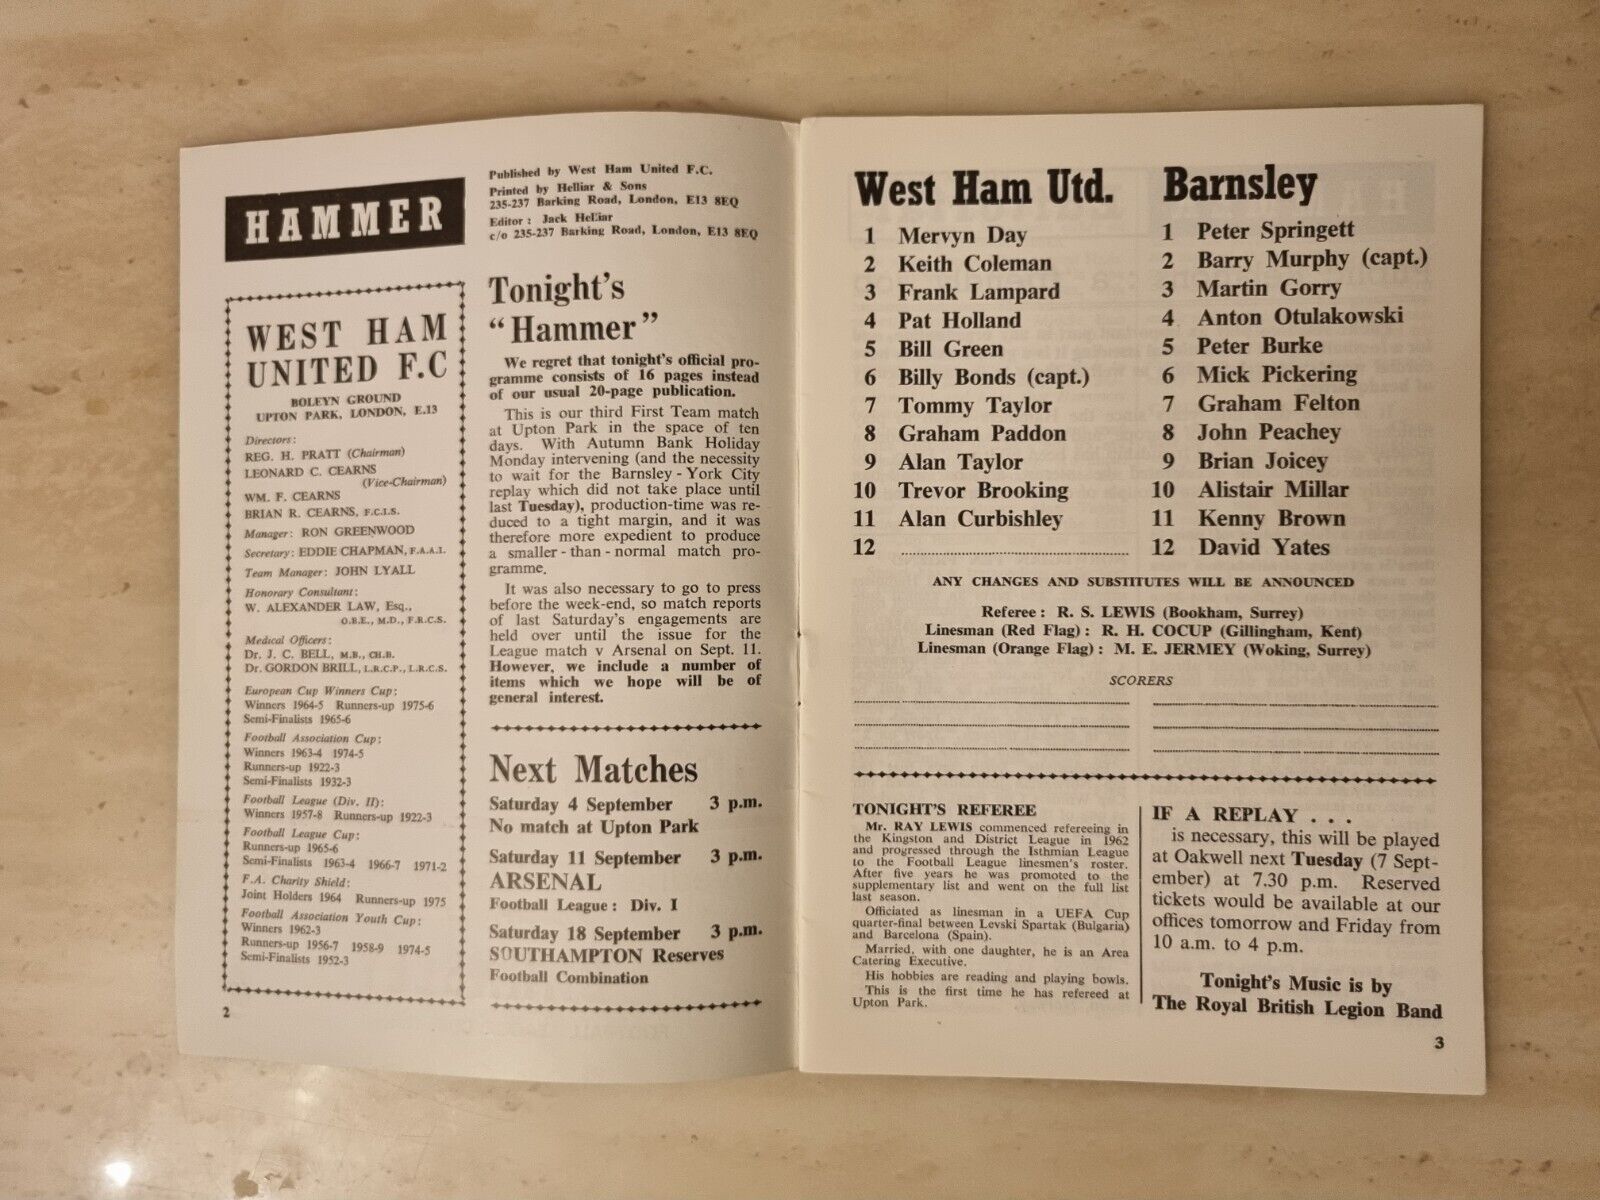 HAMMER
WEST HAM
UNITED F.C
BOLEYN GROUND
UPTON PARK, LONDON, E.13
Directors:
REG. H. PRATT (Chairman)
LEONARD C. CEARNS
(Vice-Chairman)
WM. F. CEARNS
BRIAN R. CEARNS, F.C.I.S.
Manager: RON GREENWOOD
Secretary: EDDIE CHAPMAN, F.A.A.I.
Team Manager: JOHN LYALL
Honorary Consultant:
W. ALEXANDER LAW, Esq.,
O.B.E., M.D., F.R.C.S.
Medical Officers:
Dr. J. C. BELL, M.B., CH.B.
Dr. GORDON BRILL, L.R.C.P., L.R.C.S.
European Cup Winners Cup:
Winners 1964-5 Runners-up 1975-6
Semi-Finalists 1965-6
Football Association Cup:
Winners 1963-4 1974-5
Runners-up 1922-3
Semi-Finalists 1932-3
Football League (Div. II):
Winners 1957-8 Runners-up 1922-3
Football League Cup:
Runners-up 1965-6
Semi-Finalists 1963-4 1966-7 1971-2
F.A. Charity Shield:
Joint Holders 1964 Runners-up 1975
Football Association Youth Cup:
Winners 1962-3
Runners-up 1956-7 1958-9 1974-5
Semi-Finalists 1952-3
2
Published by West Ham United F.C.
Printed by Helliar & Sons
235-237 Barking Road, London, E13 8EQ
Editor: Jack Helliar
c/o 235-237 Barking Road, London, E13 8EQ
Tonight's
"Hammer"
We regret that tonight's official pro-
gramme consists of 16 pages instead
of our usual 20-page publication.
This is our third First Team match
at Upton Park in the space of ten
days. With Autumn Bank Holiday
Monday intervening (and the necessity
to wait for the Barnsley - York City
replay which did not take place until
last Tuesday), production-time was re-
duced to a tight margin, and it was
therefore more expedient to produce
a smaller-than-normal match pro-
gramme.
It was also necessary to go to press
before the week-end, so match reports
of last Saturday's engagements are
held over until the issue for the
League match v Arsenal on Sept. 11.
However, we include a number of
items which we hope will be of
general interest.
Next Matches
Saturday 4 September 3 p.m.
No match at Upton Park
Saturday 11 September 3 p.m.
ARSENAL
Football League: Div. I
Saturday 18 September 3 p.m.
SOUTHAMPTON Reserves
Football Combination
West Ham Utd.
1 Mervyn Day
2 Keith Coleman
3 Frank Lampard
4 Pat Holland
5 Bill Green
6 Billy Bonds (capt.)
7 Tommy Taylor
8 Graham Paddon
9 Alan Taylor
10 Trevor Brooking
11 Alan Curbishley
12
Barnsley
1 Peter Springett
2 Barry Murphy (capt.)
3 Martin Gorry
4 Anton Otulakowski
5 Peter Burke
6 Mick Pickering
7 Graham Felton
8 John Peachey
9 Brian Joicey
10 Alistair Millar
11 Kenny Brown
12 David Yates
ANY CHANGES AND SUBSTITUTES WILL BE ANNOUNCED
Referee: R. S. LEWIS (Bookham, Surrey)
Linesman (Red Flag): R. H. COCUP (Gillingham, Kent)
Linesman (Orange Flag): M. E. JERMEY (Woking, Surrey)
SCORERS
TONIGHT'S REFEREE
Mr. RAY LEWIS commenced refereeing in
the Kingston and District League in 1962
and progressed through the Isthmian League
to the Football League linesmen's roster.
After five years he was promoted to the
supplementary list and went on the full list
last season.
Officiated as linesman in a UEFA Cup
quarter-final between Levski Spartak (Bulgaria)
and Barcelona (Spain).
Married, with one daughter, he is an Area
Catering Executive.
His hobbies are reading and playing bowls.
This is the first time he has refereed at
Upton Park.
IF A REPLAY . . .
is necessary, this will be played
at Oakwell next Tuesday (7 Sept-
ember) at 7.30 p.m. Reserved
tickets would be available at our
offices tomorrow and Friday from
10 a.m. to 4 p.m.
Tonight's Music is by
The Royal British Legion Band
3